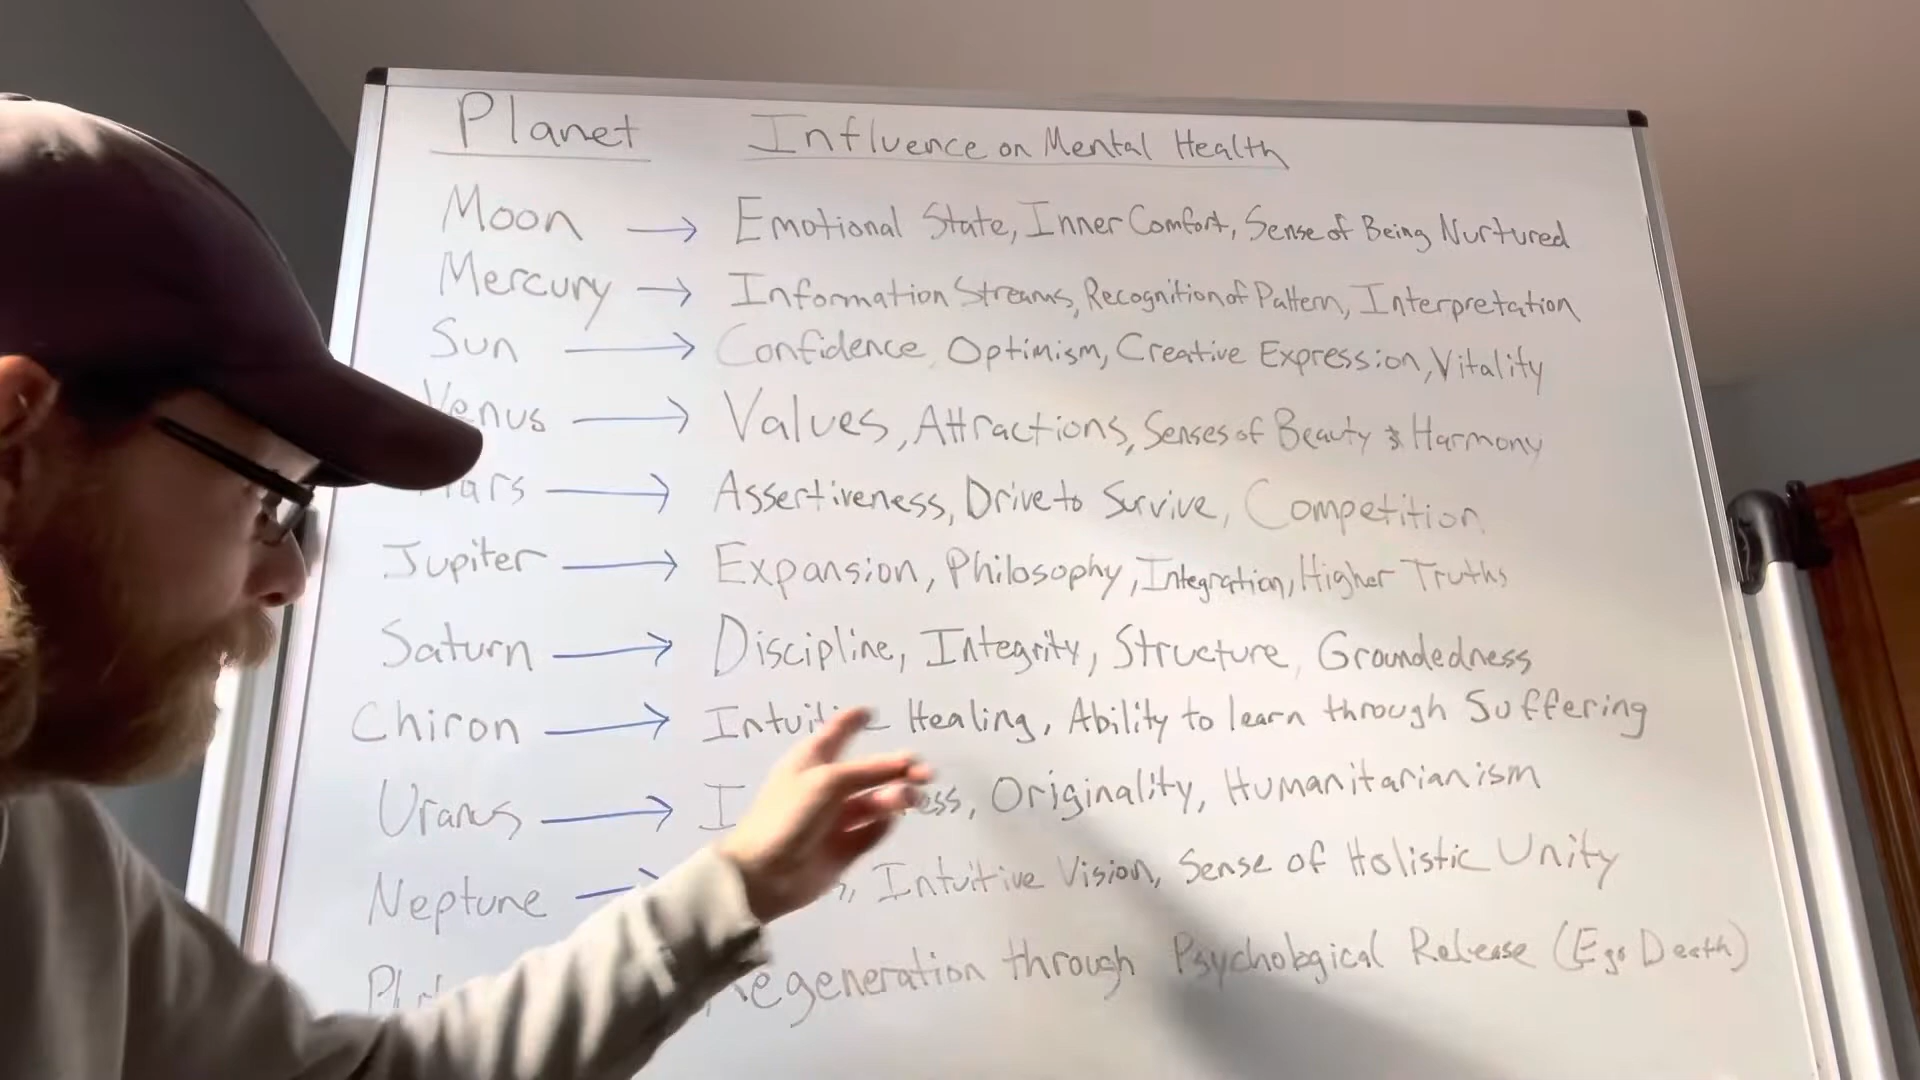 Planet Influence on Mental Health
Moon → Emotional State, Inner Comfort, Sense of Being Nurtured
Mercury → Information Streams, Recognition of Pattern, Interpretation
Sun → Confidence, Optimism, Creative Expression, Vitality
Venus → Values, Attractions, Senses of Beauty & Harmony
Mars → Assertiveness, Drive to Survive, Competition
Jupiter → Expansion, Philosophy, Integration, Higher Truths
Saturn → Discipline, Integrity, Structure, Groundedness
Chiron → Intuitive Healing, Ability to learn through Suffering
Uranus → Originality, Humanitarianism
Neptune → Intuitive Vision, Sense of Holistic Unity
Regeneration through Psychological Release (Ego Death)